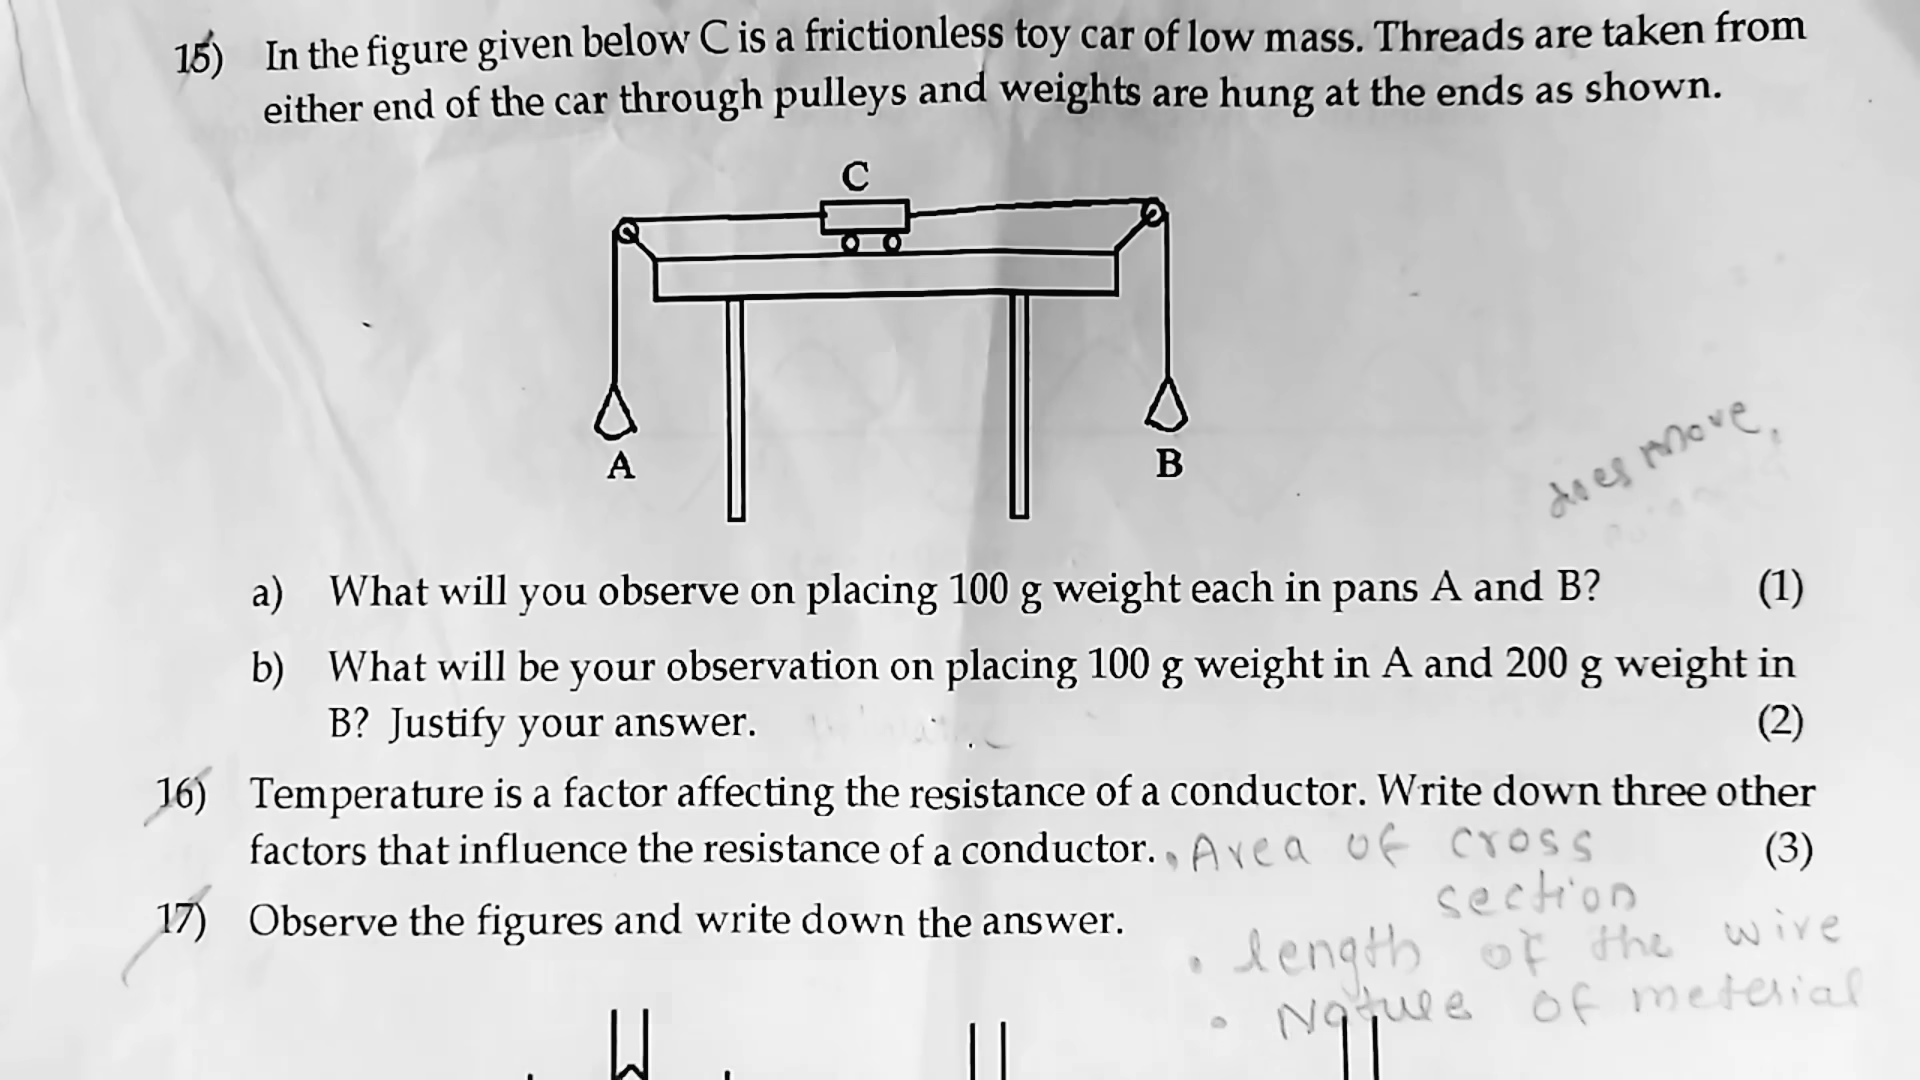 15) In the figure given below C is a frictionless toy car of low mass. Threads are taken from
either end of the car through pulleys and weights are hung at the ends as shown.
C
A
B
does move,
a) What will you observe on placing 100 g weight each in pans A and B? (1)
b) What will be your observation on placing 100 g weight in A and 200 g weight in
B? Justify your answer. (2)
16) Temperature is a factor affecting the resistance of a conductor. Write down three other
factors that influence the resistance of a conductor. (3)
• Area of cross
section
17) Observe the figures and write down the answer.
• length of the wire
• Nature of meterial